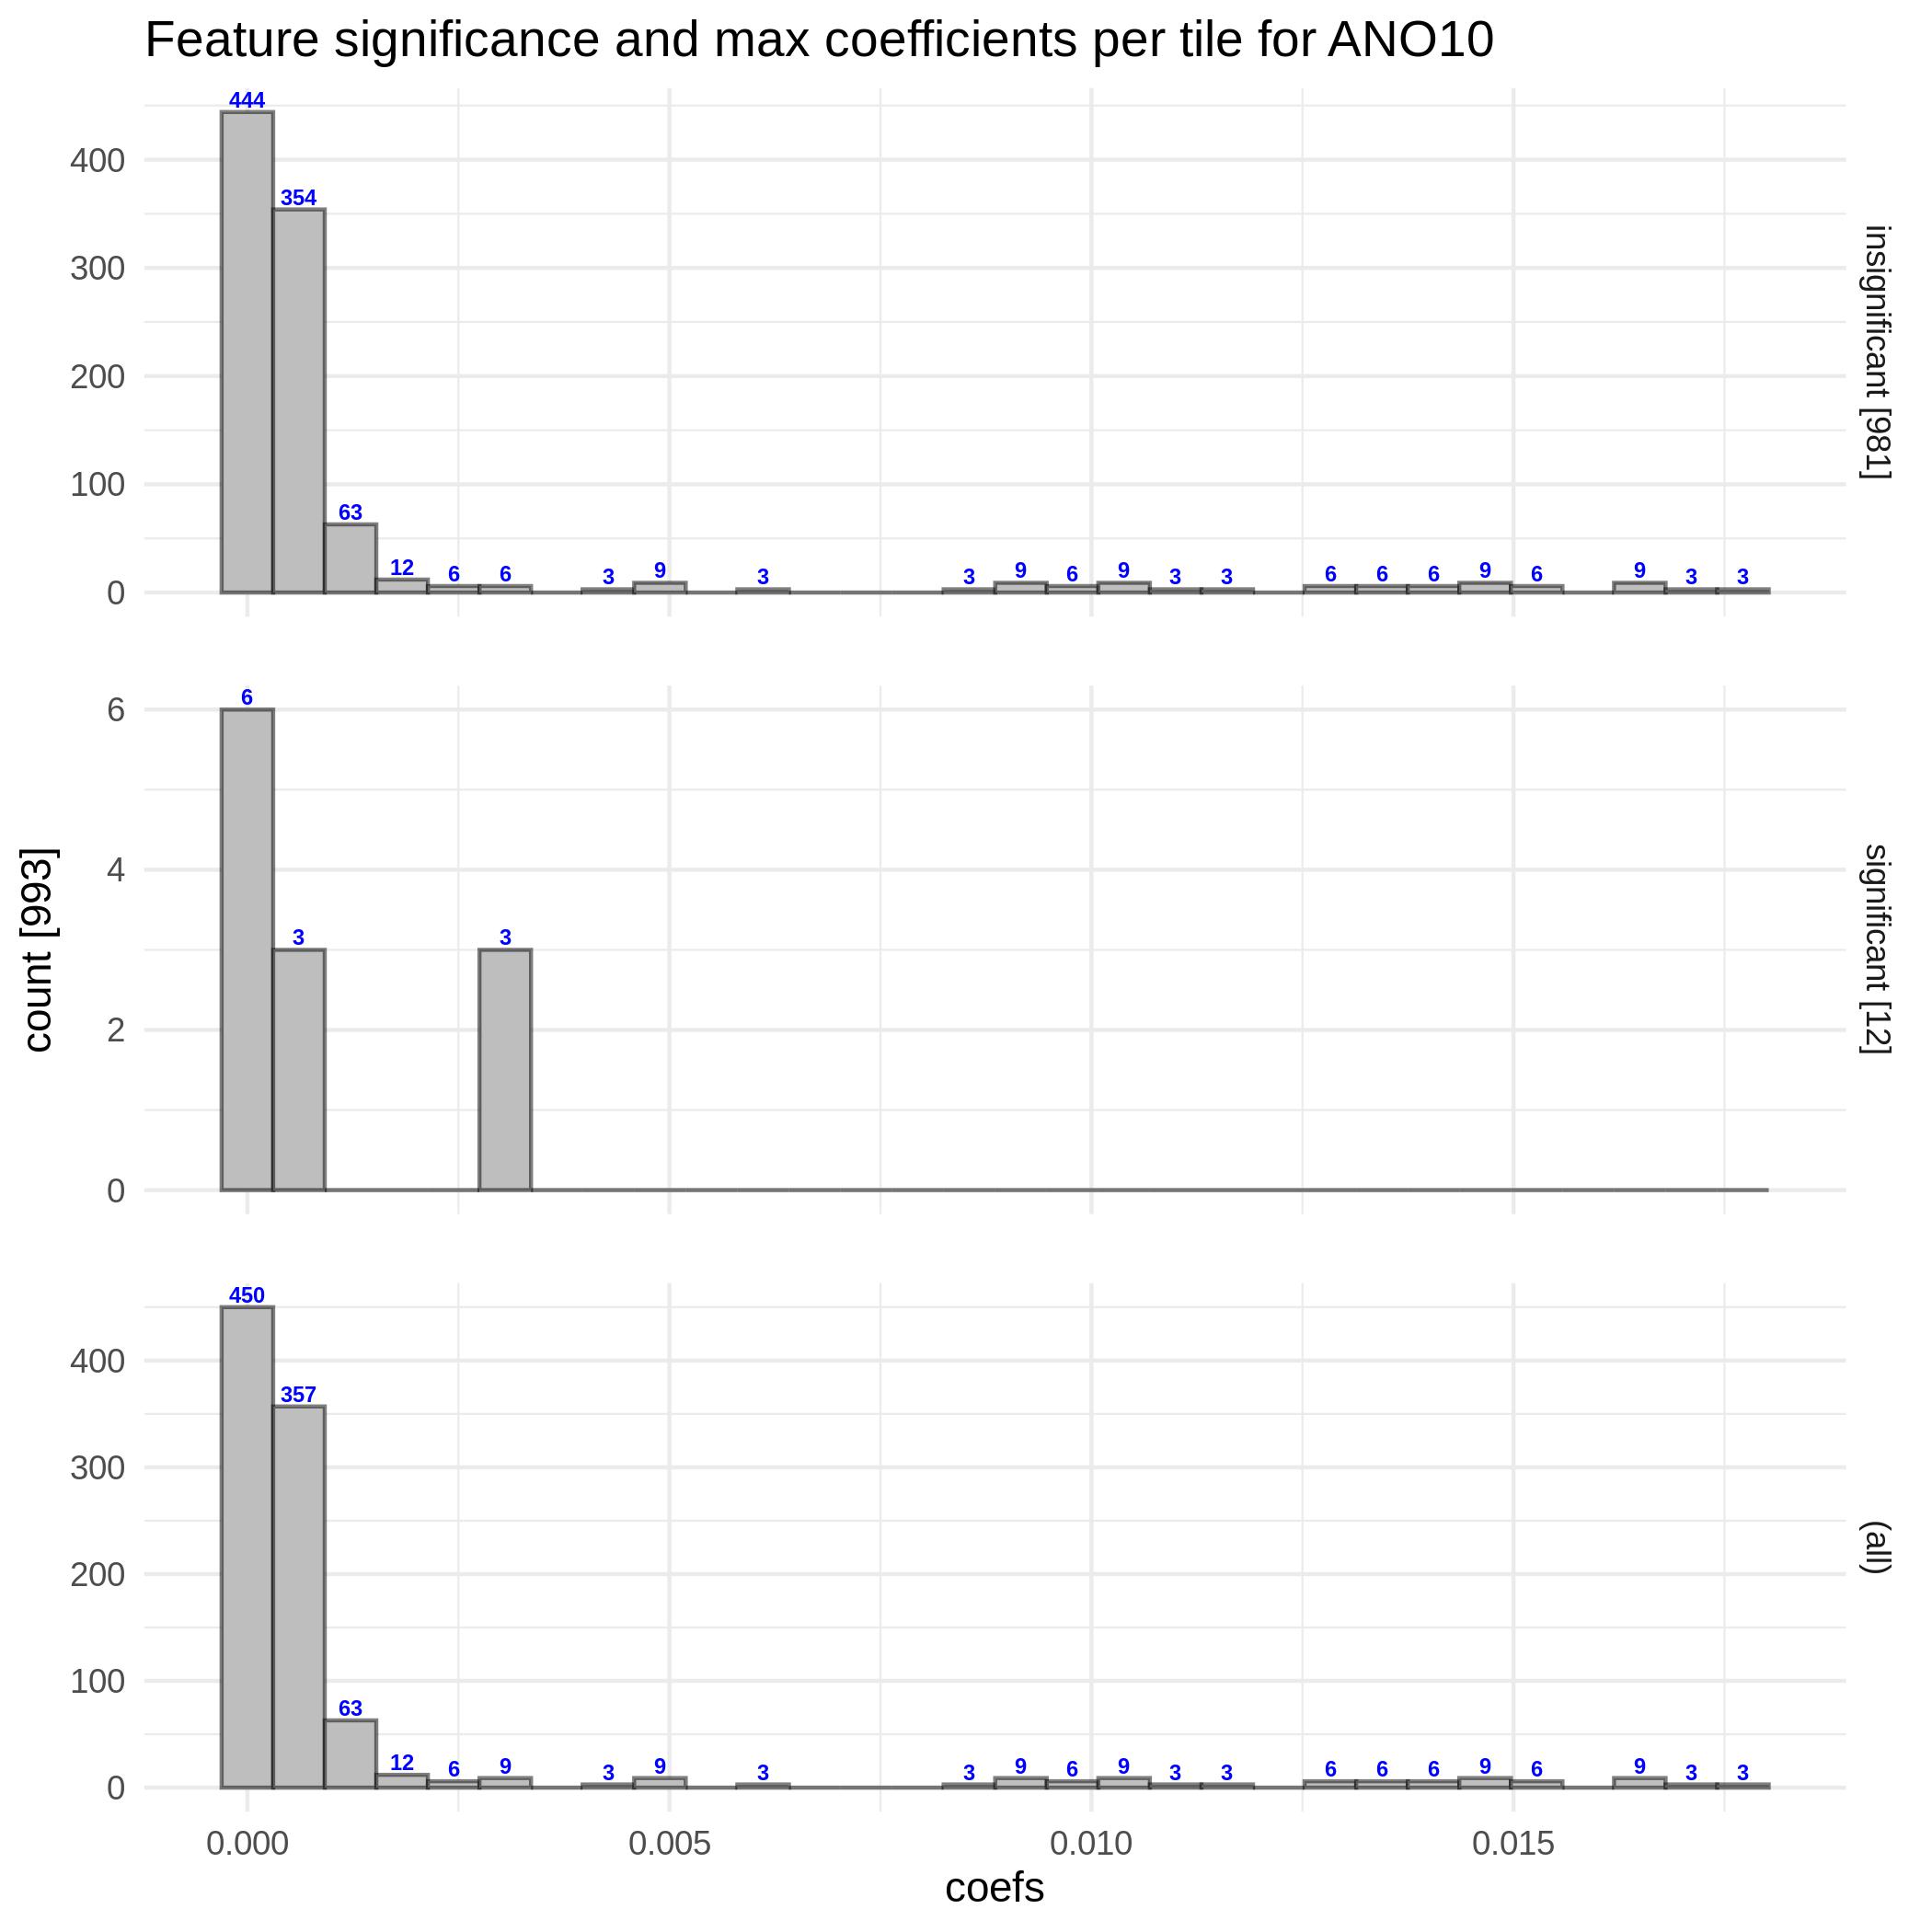 Feature significance and max coefficients per tile for ANO10
444
354
63
12 6 6 3 9 3 3 9 6 9 3 3 6 6 6 9 6 9 3 3
400
300
200
100
0
insignificant [981]
6
3
3
6
4
2
0
significant [12]
count [993]
450
357
63
12 6 9 3 9 3 3 9 6 9 3 3 6 6 6 9 6 9 3 3
400
300
200
100
0
(all)
0.000 0.005 0.010 0.015
coefs